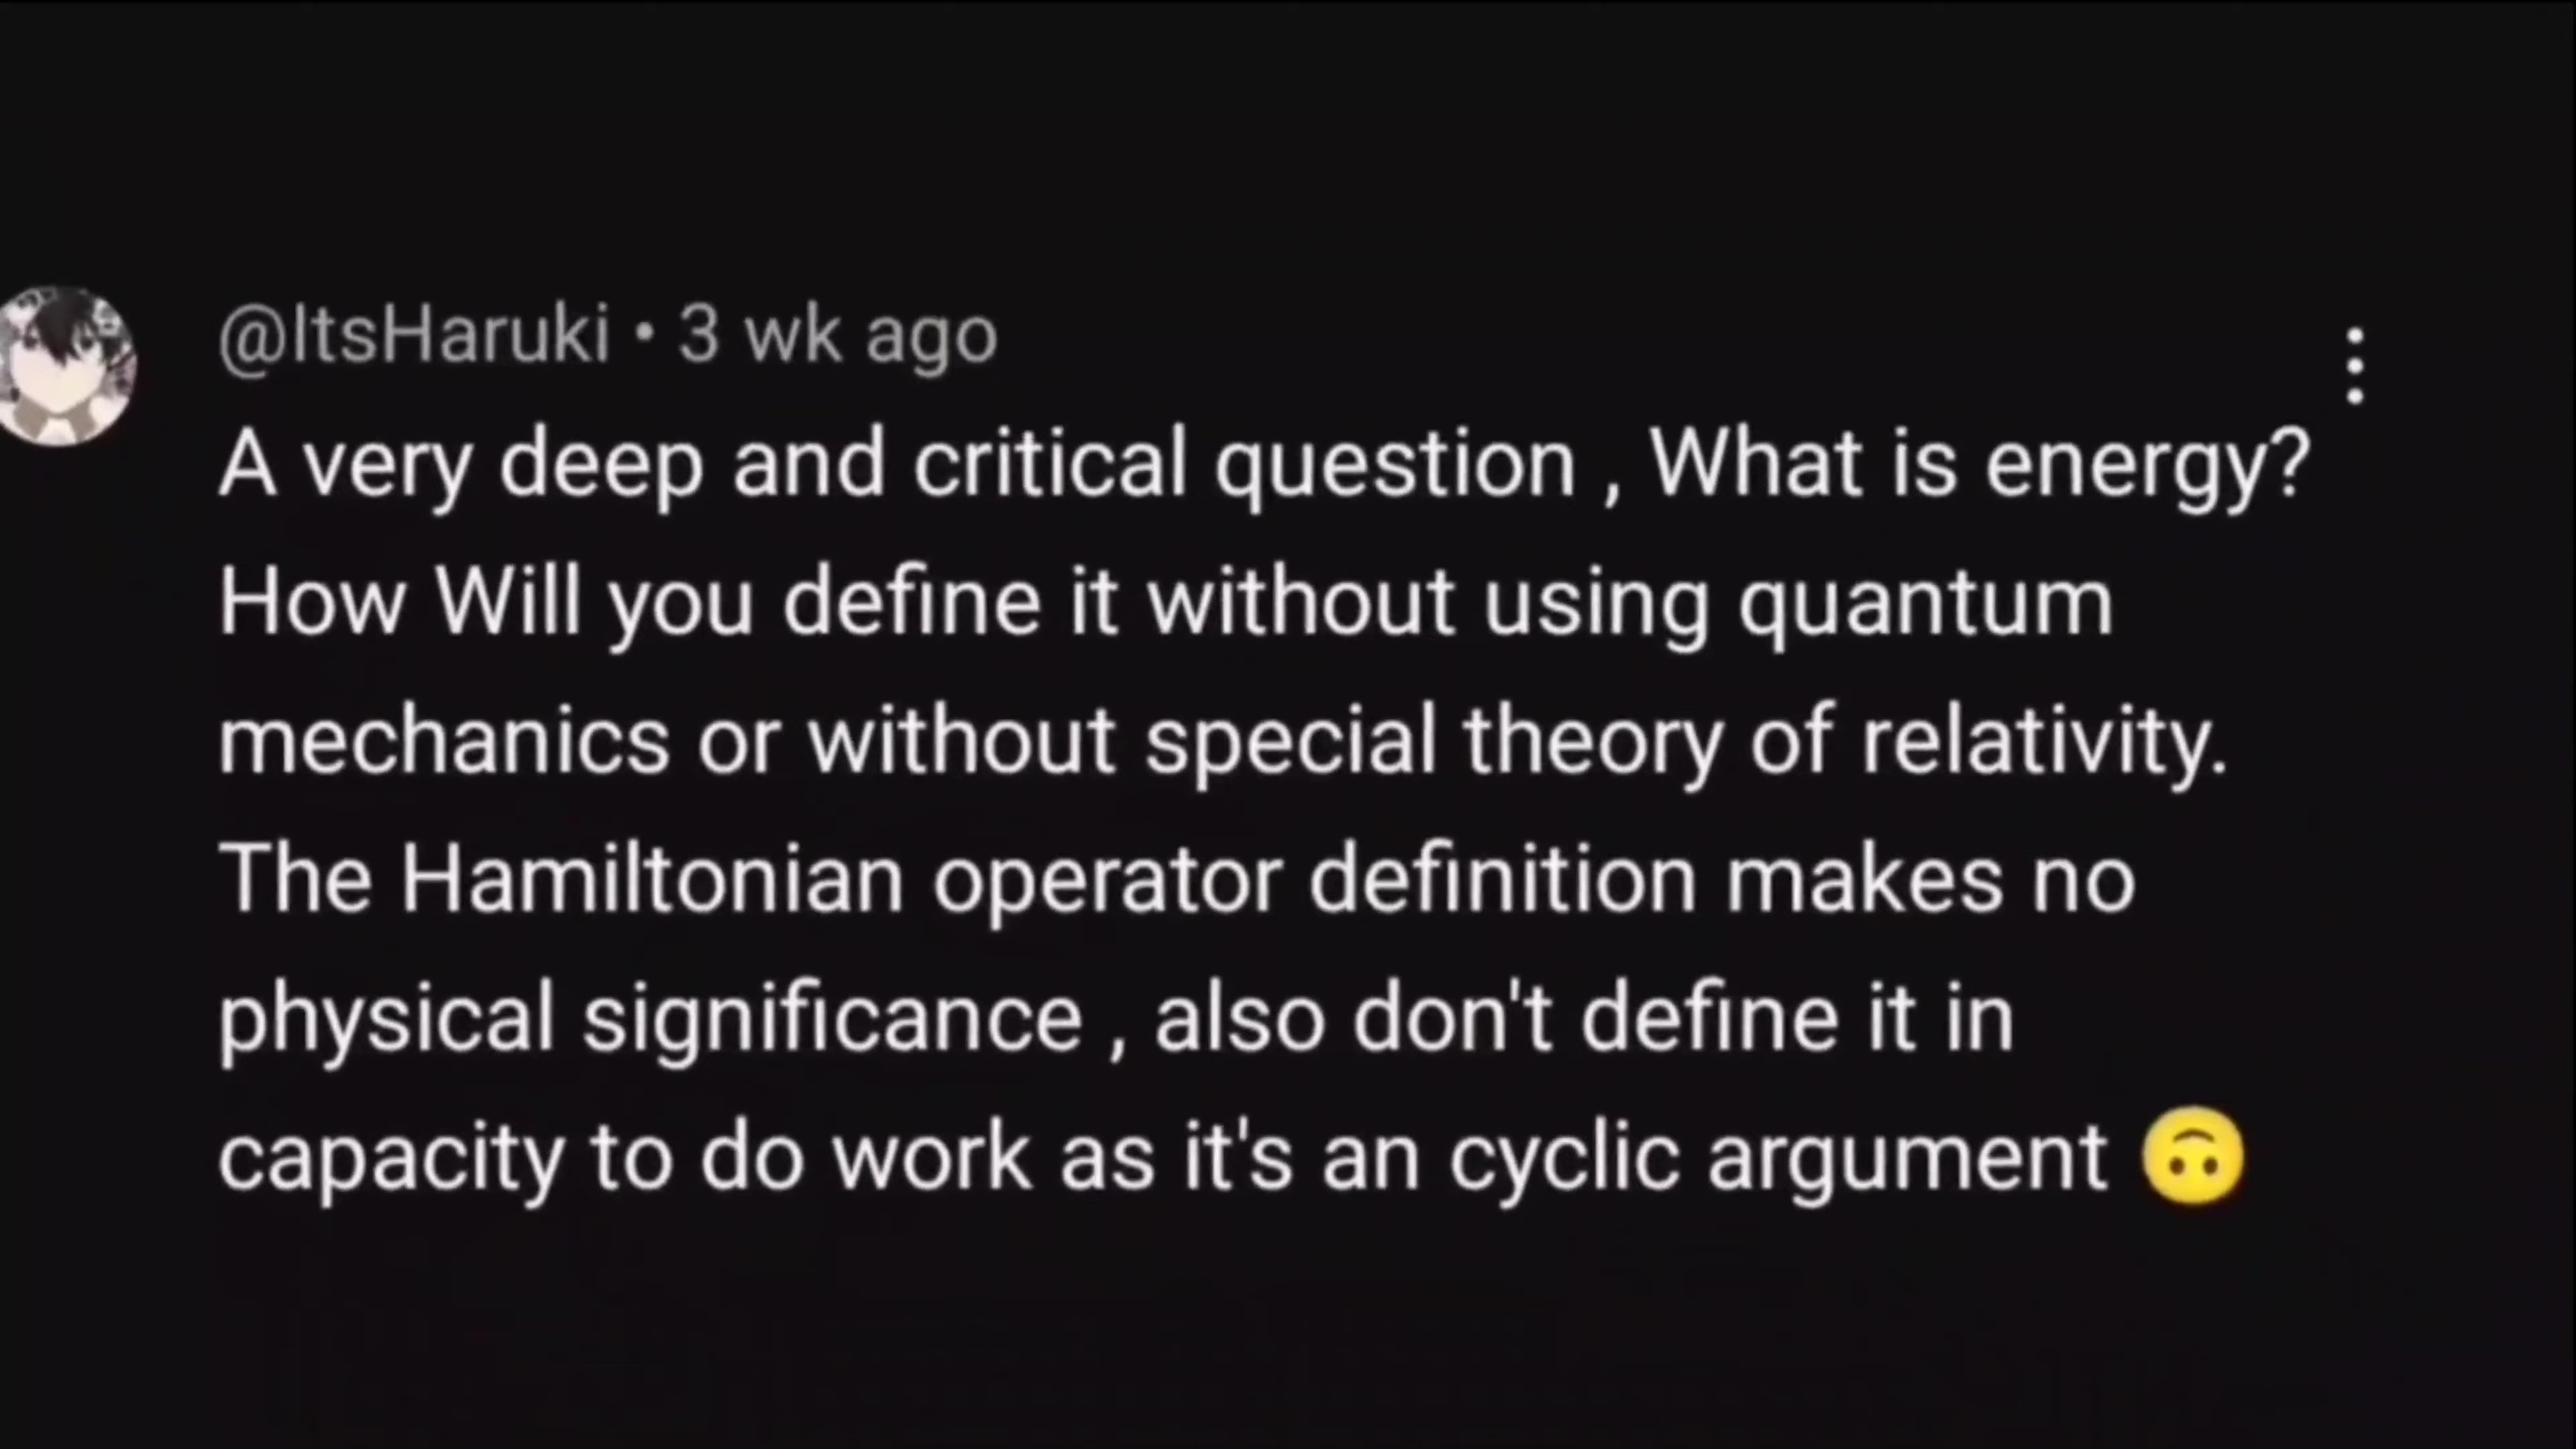 @ItsHaruki • 3 wk ago
A very deep and critical question , What is energy?
How Will you define it without using quantum
mechanics or without special theory of relativity.
The Hamiltonian operator definition makes no
physical significance , also don't define it in
capacity to do work as it's an cyclic argument 🙃